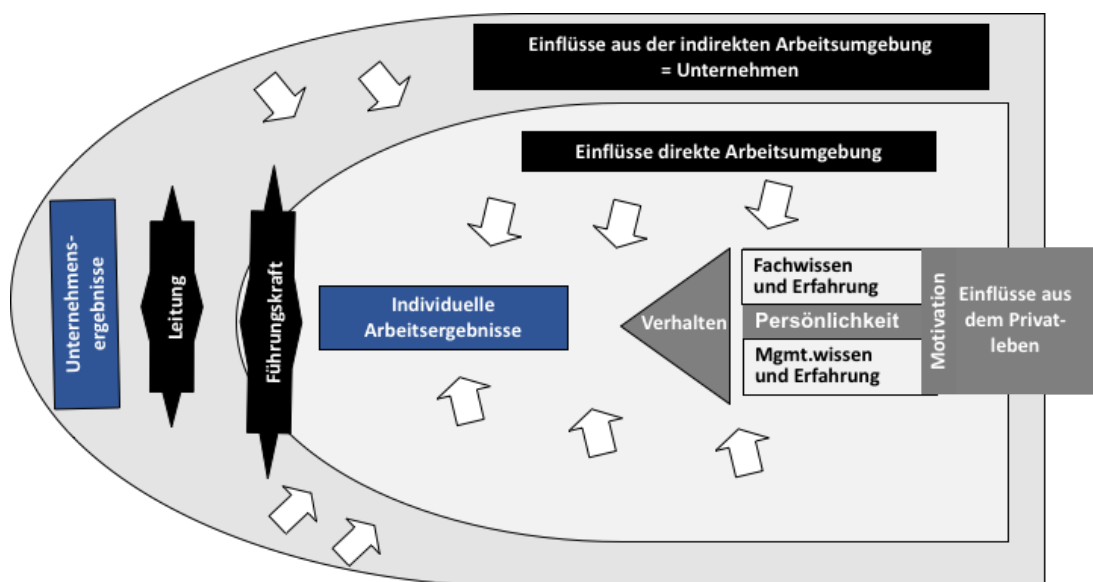 Einflüsse aus der indirekten Arbeitsumgebung
= Unternehmen
Einflüsse direkte Arbeitsumgebung
Unternehmens-
ergebnisse
Leitung
Führungskraft
Individuelle
Arbeitsergebnisse
Verhalten
Fachwissen
und Erfahrung
Persönlichkeit
Mgmt.wissen
und Erfahrung
Motivation
Einflüsse aus
dem Privat-
leben